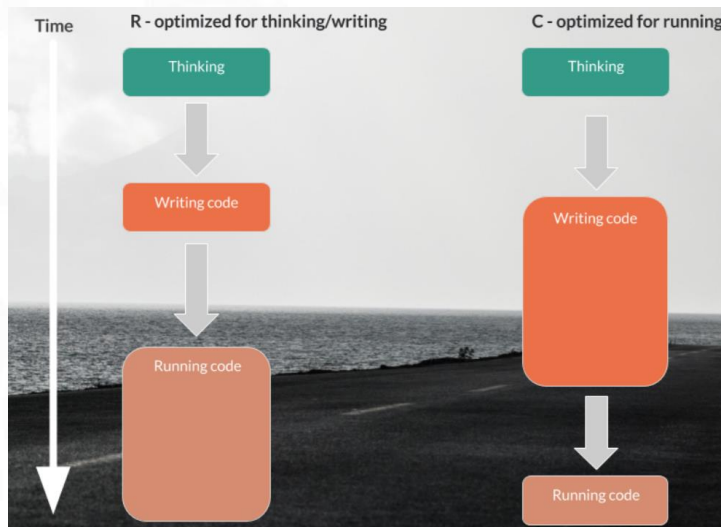 Time
R - optimized for thinking/writing
C - optimized for running
Thinking
Writing code
Running code
Thinking
Writing code
Running code